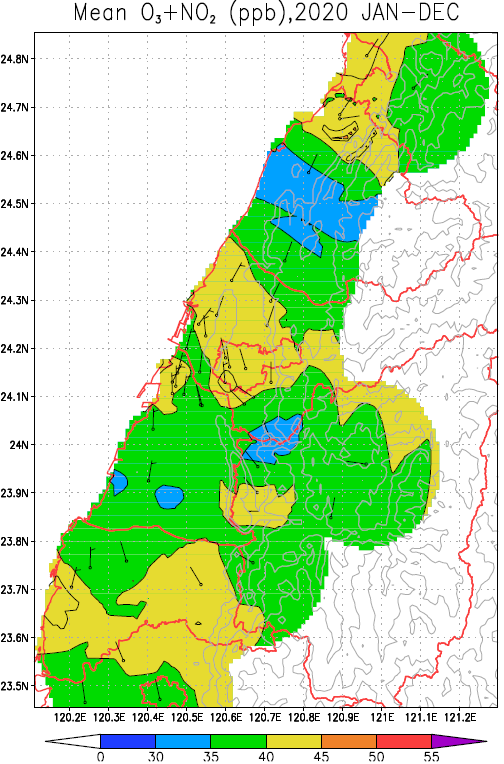 Mean O₃+NO₂ (ppb),2020 JAN−DEC
24.8N
24.7N
24.6N
24.5N
24.4N
24.3N
24.2N
24.1N
24N
23.9N
23.8N
23.7N
23.6N
23.5N
120.2E 120.3E 120.4E 120.5E 120.6E 120.7E 120.8E 120.9E 121E 121.1E 121.2E
0 30 35 40 45 50 55